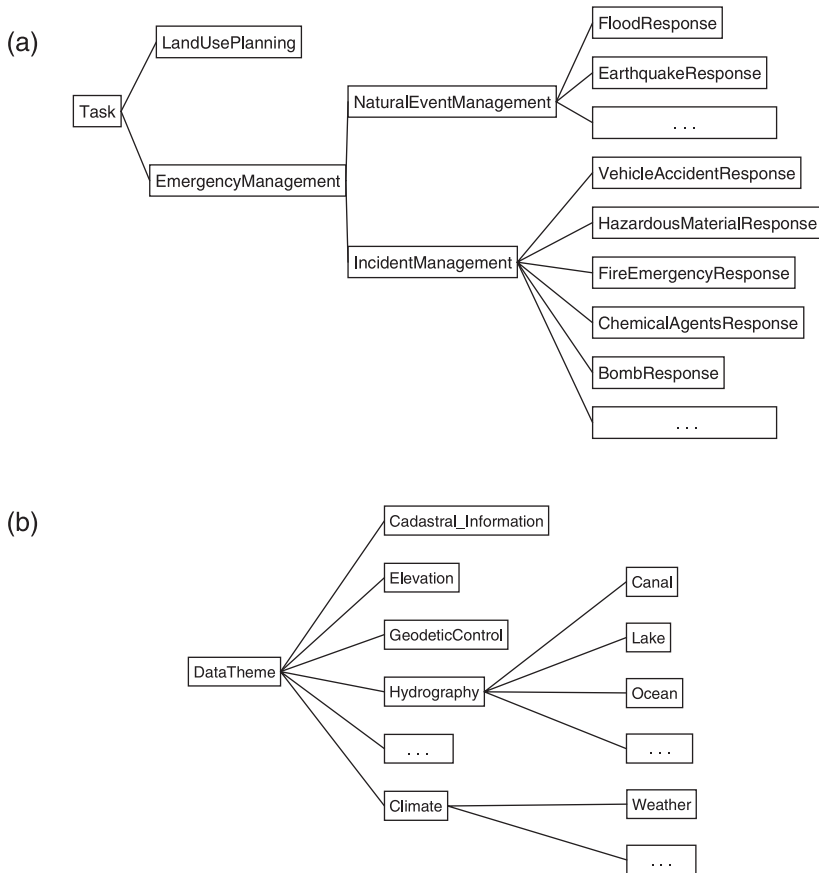 (a)
LandUsePlanning
Task
EmergencyManagement
NaturalEventManagement
IncidentManagement
FloodResponse
EarthquakeResponse
. . .
VehicleAccidentResponse
HazardousMaterialResponse
FireEmergencyResponse
ChemicalAgentsResponse
BombResponse
. . .
(b)
DataTheme
Cadastral_Information
Elevation
GeodeticControl
Hydrography
. . .
Climate
Canal
Lake
Ocean
. . .
Weather
. . .